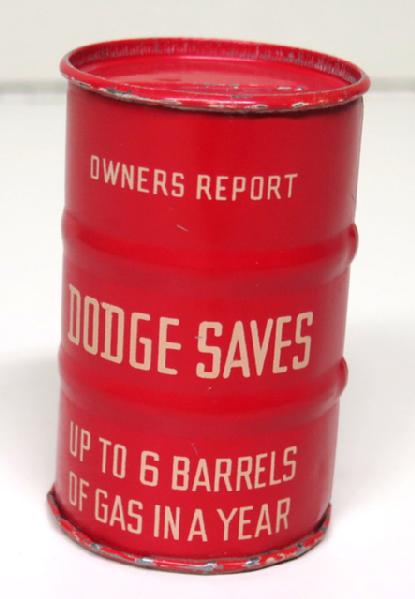 OWNERS REPORT
DODGE SAVES
UP TO 6 BARRELS
OF GAS IN A YEAR